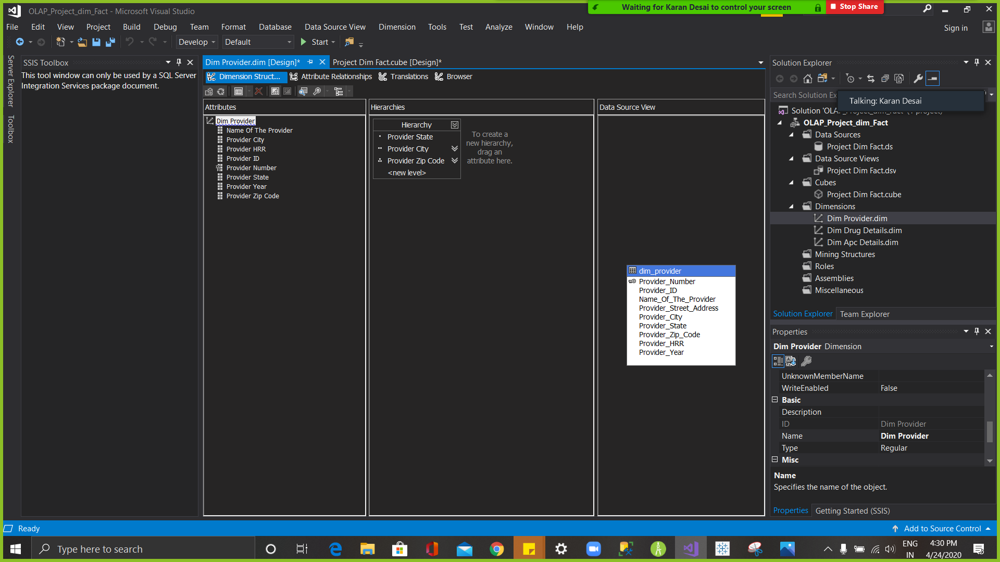 OLAP_Project_dim_Fact - Microsoft Visual Studio
Waiting for Karan Desai to control your screen
Stop Share
File Edit View Project Build Debug Team Format Database Data Source View Dimension Tools Test Analyze Window Help
Sign in
Develop Default Start
Server Explorer
Toolbox
SSIS Toolbox
This tool window can only be used by a SQL Server
Integration Services package document.
Dim Provider.dim [Design]* Project Dim Fact.cube [Design]*
Dimension Struct... Attribute Relationships Translations Browser
Attributes
Dim Provider
Name Of The Provider
Provider City
Provider HRR
Provider ID
Provider Number
Provider State
Provider Year
Provider Zip Code
Hierarchies
Hierarchy
Provider State
Provider City
Provider Zip Code
<new level>
To create a
new hierarchy,
drag an
attribute here.
Data Source View
dim_provider
Provider_Number
Provider_ID
Name_Of_The_Provider
Provider_Street_Address
Provider_City
Provider_State
Provider_Zip_Code
Provider_HRR
Provider_Year
Solution Explorer
Search Solution Ex
Talking: Karan Desai
Solution 'OLAP_Project_dim_Fact' (1 project)
OLAP_Project_dim_Fact
Data Sources
Project Dim Fact.ds
Data Source Views
Project Dim Fact.dsv
Cubes
Project Dim Fact.cube
Dimensions
Dim Provider.dim
Dim Drug Details.dim
Dim Apc Details.dim
Mining Structures
Roles
Assemblies
Miscellaneous
Solution Explorer Team Explorer
Properties
Dim Provider Dimension
UnknownMemberName
WriteEnabled False
Basic
Description
ID Dim Provider
Name Dim Provider
Type Regular
Misc
Name
Specifies the name of the object.
Properties Getting Started (SSIS)
Ready
Add to Source Control
Type here to search
ENG
IN
4:30 PM
4/24/2020